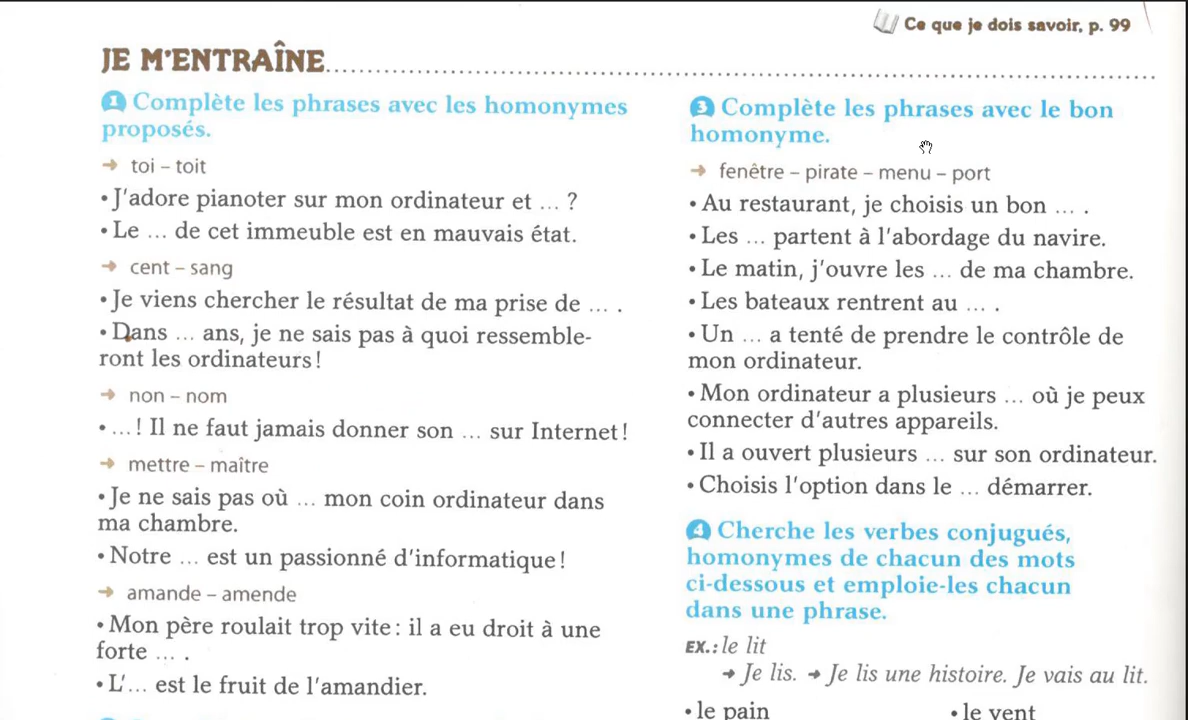 Ce que je dois savoir, p. 99
JE M'ENTRAÎNE
1 Complète les phrases avec les homonymes
proposés.
➔ toi – toit
• J'adore pianoter sur mon ordinateur et ... ?
• Le ... de cet immeuble est en mauvais état.
➔ cent – sang
• Je viens chercher le résultat de ma prise de ... .
• Dans ... ans, je ne sais pas à quoi ressemble-
ront les ordinateurs !
➔ non – nom
• ... ! Il ne faut jamais donner son ... sur Internet !
➔ mettre – maître
• Je ne sais pas où ... mon coin ordinateur dans
ma chambre.
• Notre ... est un passionné d'informatique !
➔ amande – amende
• Mon père roulait trop vite : il a eu droit à une
forte ... .
• L'... est le fruit de l'amandier.
3 Complète les phrases avec le bon
homonyme.
➔ fenêtre – pirate – menu – port
• Au restaurant, je choisis un bon ... .
• Les ... partent à l'abordage du navire.
• Le matin, j'ouvre les ... de ma chambre.
• Les bateaux rentrent au ... .
• Un ... a tenté de prendre le contrôle de
mon ordinateur.
• Mon ordinateur a plusieurs ... où je peux
connecter d'autres appareils.
• Il a ouvert plusieurs ... sur son ordinateur.
• Choisis l'option dans le ... démarrer.
4 Cherche les verbes conjugués,
homonymes de chacun des mots
ci-dessous et emploie-les chacun
dans une phrase.
EX.: le lit
➔ Je lis. ➔ Je lis une histoire. Je vais au lit.
• le pain • le vent